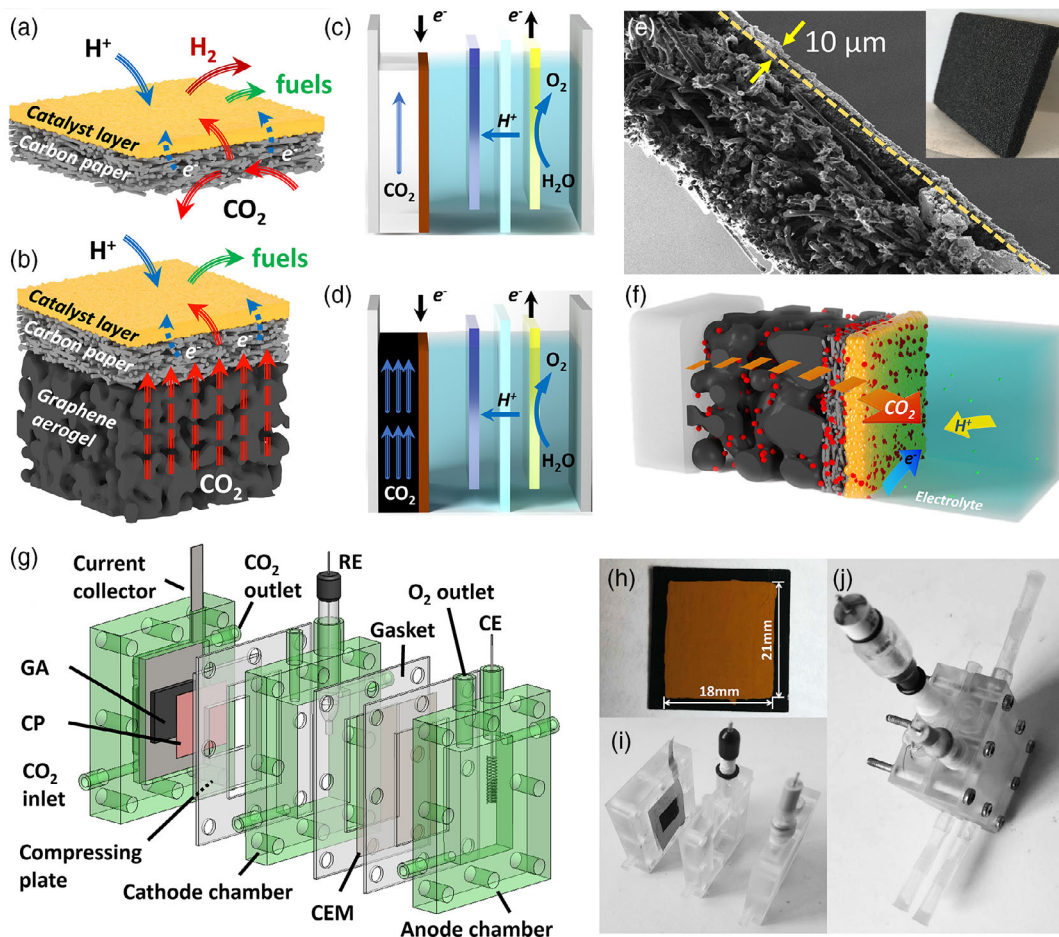 (a)
H+
H2
fuels
Catalyst layer
Carbon paper
e-
CO2
(b)
H+
fuels
Catalyst layer
Carbon paper
e-
e-
Graphene
aerogel
CO2
(c)
e-
e-
O2
H+
H2O
CO2
(d)
e-
e-
O2
H+
H2O
CO2
(e)
10 μm
(f)
CO2
H+
e-
Electrolyte
(g)
Current
collector
CO2
outlet
RE
O2 outlet
Gasket
CE
GA
CP
CO2
inlet
Compressing
plate
Cathode chamber
CEM
Anode chamber
(h)
21mm
18mm
(i)
(j)